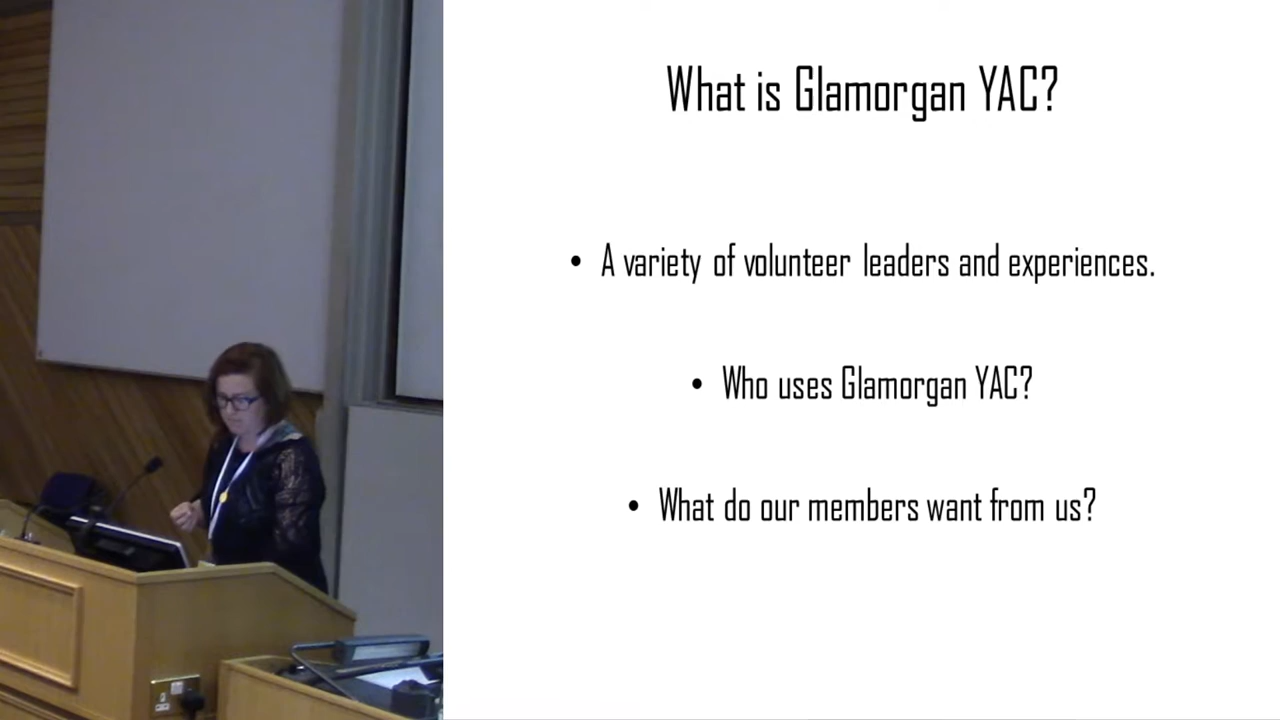 What is Glamorgan YAC?
• A variety of volunteer leaders and experiences.
• Who uses Glamorgan YAC?
• What do our members want from us?